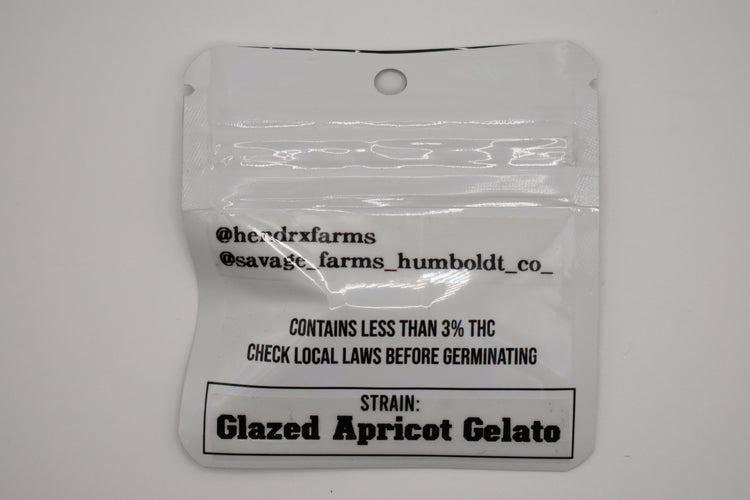 @hendrxfarms
@savage_farms_humboldt_co_
CONTAINS LESS THAN 3% THC
CHECK LOCAL LAWS BEFORE GERMINATING
STRAIN:
Glazed Apricot Gelato